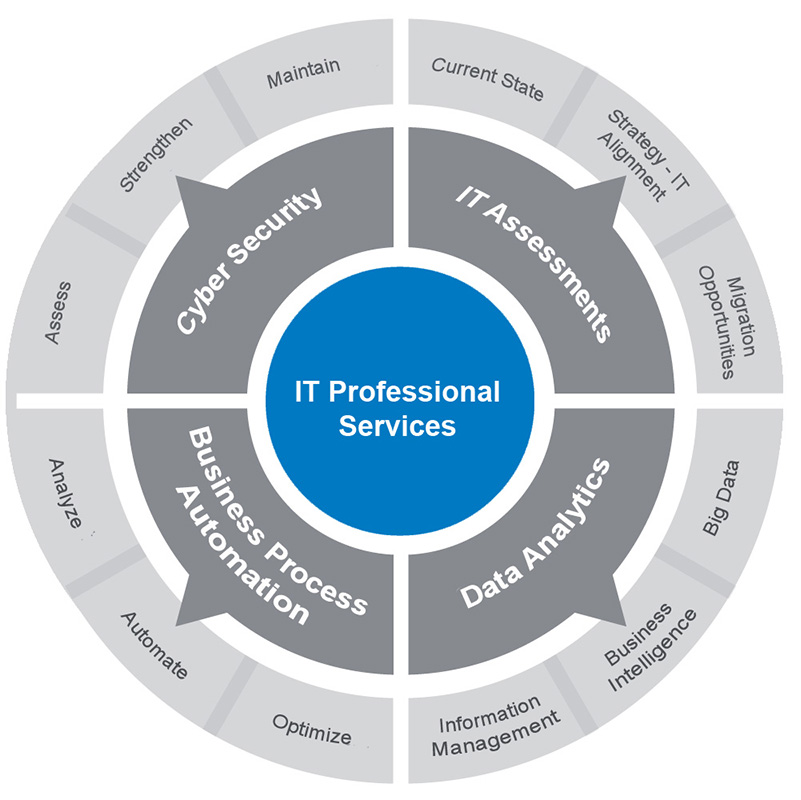 IT Professional
Services
IT Assessments
Current State
Strategy - IT
Alignment
Migration
Opportunities
Data Analytics
Big Data
Business
Intelligence
Information
Management
Business Process
Automation
Optimize
Automate
Analyze
Cyber Security
Assess
Strengthen
Maintain